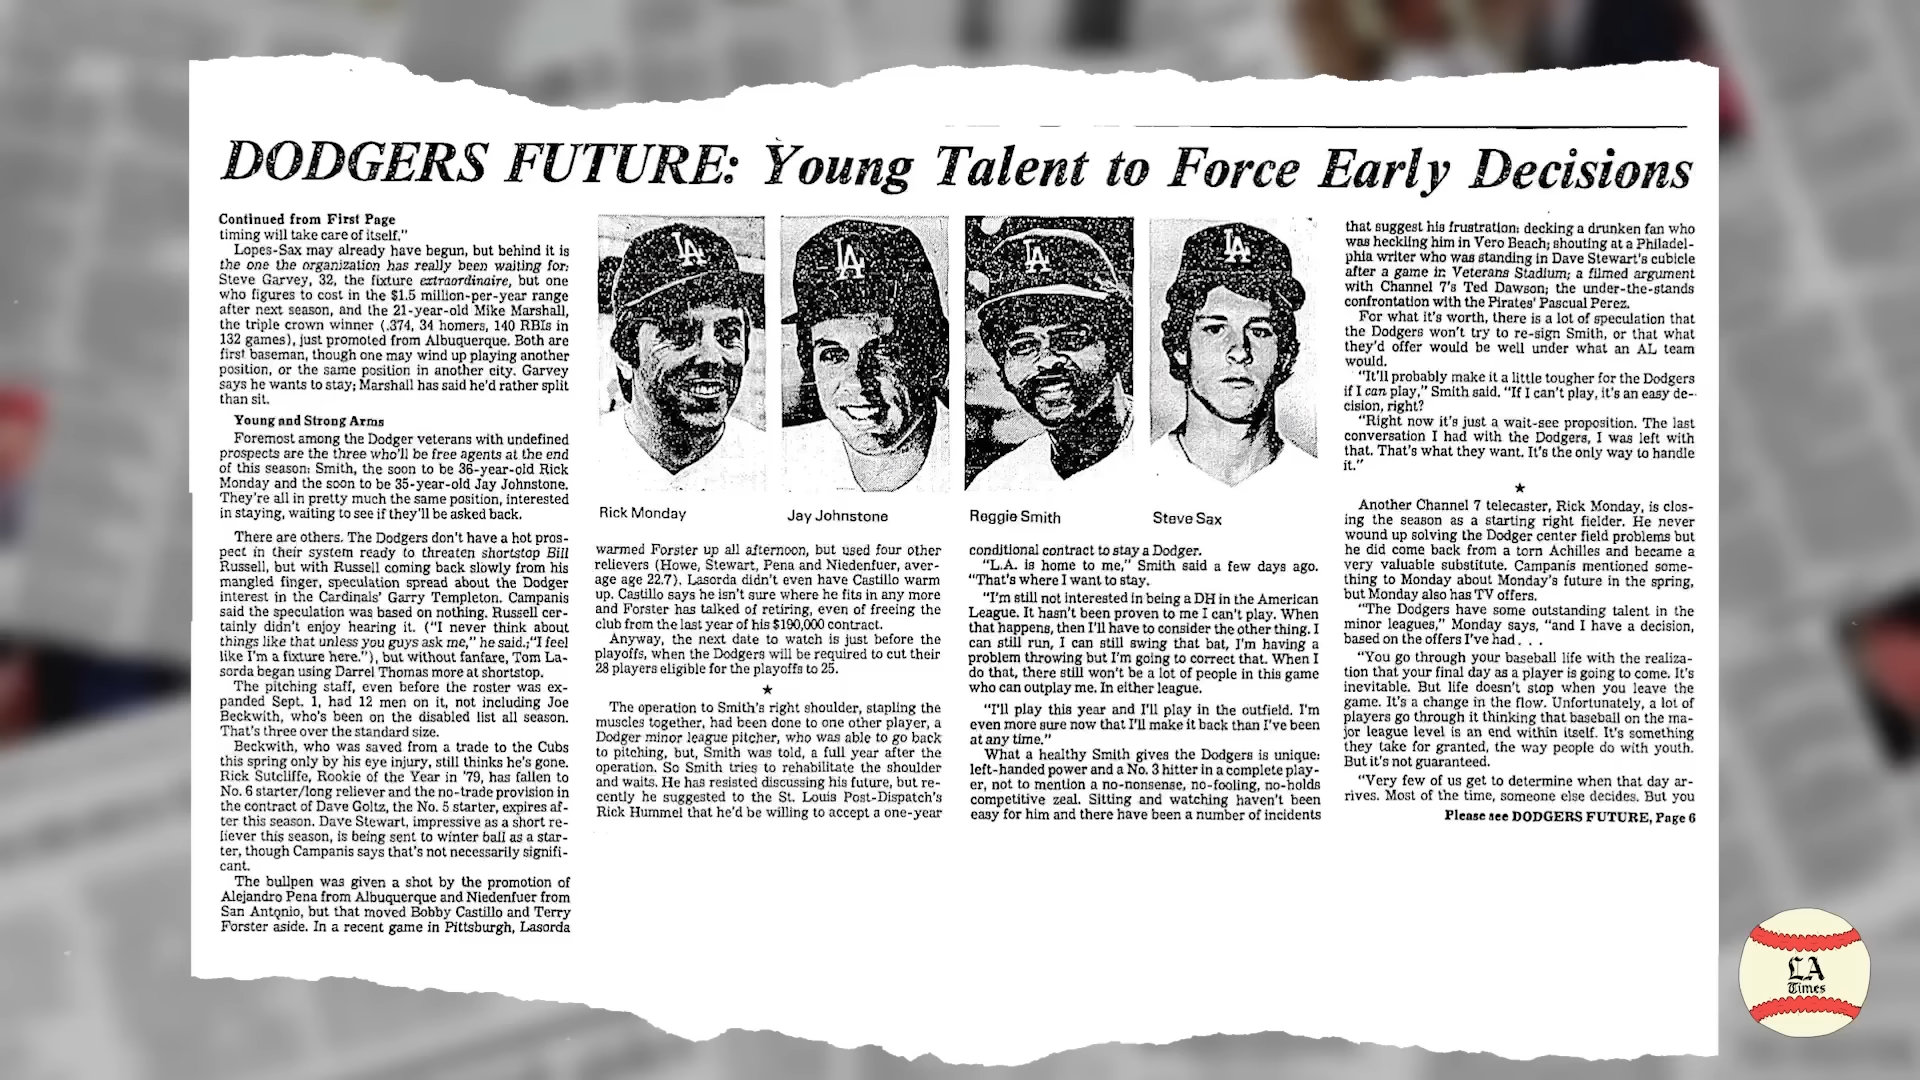 DODGERS FUTURE: Young Talent to Force Early Decisions
Continued from First Page
timing will take care of itself."
Lopes-Sax may already have begun, but behind it is
the one the organization has really been waiting for:
Steve Garvey, 32, the fixture extraordinaire, but one
who figures to cost in the $1.5 million-per-year range
after next season, and the 21-year-old Mike Marshall,
the triple crown winner (.374, 34 homers, 140 RBIs in
132 games), just promoted from Albuquerque. Both are
first baseman, though one may wind up playing another
position, or the same position in another city. Garvey
says he wants to stay; Marshall has said he'd rather split
than sit.
Young and Strong Arms
Foremost among the Dodger veterans with undefined
prospects are the three who'll be free agents at the end
of this season: Smith, the soon to be 36-year-old Rick
Monday and the soon to be 35-year-old Jay Johnstone.
They're all in pretty much the same position, interested
in staying, waiting to see if they'll be asked back.
There are others. The Dodgers don't have a hot pros-
pect in their system ready to threaten shortstop Bill
Russell, but with Russell coming back slowly from his
mangled finger, speculation spread about the Dodger
interest in the Cardinals' Garry Templeton. Campanis
said the speculation was based on nothing. Russell cer-
tainly didn't enjoy hearing it. ("I never think about
things like that unless you guys ask me," he said.;"I feel
like I'm a fixture here."), but without fanfare, Tom La-
sorda began using Darrel Thomas more at shortstop.
The pitching staff, even before the roster was ex-
panded Sept. 1, had 12 men on it, not including Joe
Beckwith, who's been on the disabled list all season.
That's three over the standard size.
Beckwith, who was saved from a trade to the Cubs
this spring only by his eye injury, still thinks he's gone.
Rick Sutcliffe, Rookie of the Year in '79, has fallen to
No. 6 starter/long reliever and the no-trade provision in
the contract of Dave Goltz, the No. 5 starter, expires af-
ter this season. Dave Stewart, impressive as a short re-
liever this season, is being sent to winter ball as a star-
ter, though Campanis says that's not necessarily signifi-
cant.
The bullpen was given a shot by the promotion of
Alejandro Pena from Albuquerque and Niedenfuer from
San Antonio, but that moved Bobby Castillo and Terry
Forster aside. In a recent game in Pittsburgh, Lasorda
Rick Monday
Jay Johnstone
Reggie Smith
Steve Sax
warmed Forster up all afternoon, but used four other
relievers (Howe, Stewart, Pena and Niedenfuer, aver-
age age 22.7). Lasorda didn't even have Castillo warm
up. Castillo says he isn't sure where he fits in any more
and Forster has talked of retiring, even of freeing the
club from the last year of his $190,000 contract.
Anyway, the next date to watch is just before the
playoffs, when the Dodgers will be required to cut their
28 players eligible for the playoffs to 25.
★
The operation to Smith's right shoulder, stapling the
muscles together, had been done to one other player, a
Dodger minor league pitcher, who was able to go back
to pitching, but, Smith was told, a full year after the
operation. So Smith tries to rehabilitate the shoulder
and waits. He has resisted discussing his future, but re-
cently he suggested to the St. Louis Post-Dispatch's
Rick Hummel that he'd be willing to accept a one-year
conditional contract to stay a Dodger.
"L.A. is home to me," Smith said a few days ago.
"That's where I want to stay.
"I'm still not interested in being a DH in the American
League. It hasn't been proven to me I can't play. When
that happens, then I'll have to consider the other thing. I
can still run, I can still swing that bat, I'm having a
problem throwing but I'm going to correct that. When I
do that, there still won't be a lot of people in this game
who can outplay me. In either league.
"I'll play this year and I'll play in the outfield. I'm
even more sure now that I'll make it back than I've been
at any time."
What a healthy Smith gives the Dodgers is unique:
left-handed power and a No. 3 hitter in a complete play-
er, not to mention a no-nonsense, no-fooling, no-holds
competitive zeal. Sitting and watching haven't been
easy for him and there have been a number of incidents
that suggest his frustration: decking a drunken fan who
was heckling him in Vero Beach; shouting at a Philadel-
phia writer who was standing in Dave Stewart's cubicle
after a game in Veterans Stadium; a filmed argument
with Channel 7's Ted Dawson; the under-the-stands
confrontation with the Pirates' Pascual Perez.
For what it's worth, there is a lot of speculation that
the Dodgers won't try to re-sign Smith, or that what
they'd offer would be well under what an AL team
would.
"It'll probably make it a little tougher for the Dodgers
if I can play," Smith said. "If I can't play, it's an easy de-
cision, right?
"Right now it's just a wait-see proposition. The last
conversation I had with the Dodgers, I was left with
that. That's what they want. It's the only way to handle
it."
★
Another Channel 7 telecaster, Rick Monday, is clos-
ing the season as a starting right fielder. He never
wound up solving the Dodger center field problems but
he did come back from a torn Achilles and became a
very valuable substitute. Campanis mentioned some-
thing to Monday about Monday's future in the spring,
but Monday also has TV offers.
"The Dodgers have some outstanding talent in the
minor leagues," Monday says, "and I have a decision,
based on the offers I've had . . .
"You go through your baseball life with the realiza-
tion that your final day as a player is going to come. It's
inevitable. But life doesn't stop when you leave the
game. It's a change in the flow. Unfortunately, a lot of
players go through it thinking that baseball on the ma-
jor league level is an end within itself. It's something
they take for granted, the way people do with youth.
But it's not guaranteed.
"Very few of us get to determine when that day ar-
rives. Most of the time, someone else decides. But you
Please see DODGERS FUTURE, Page 6
LA
Times